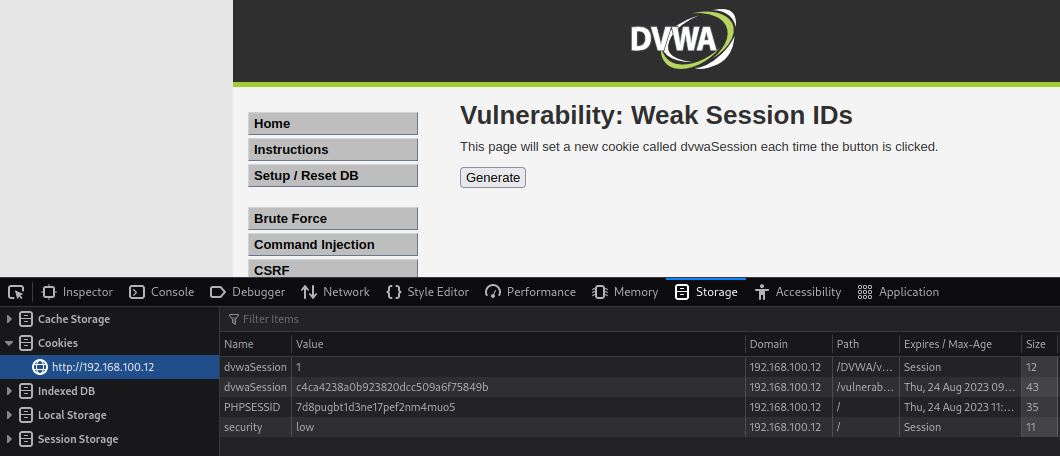 DVWA
Vulnerability: Weak Session IDs
This page will set a new cookie called dvwaSession each time the button is clicked.
Generate
Home
Instructions
Setup / Reset DB
Brute Force
Command Injection
CSRF
Inspector Console Debugger Network Style Editor Performance Memory Storage Accessibility Application
Cache Storage
Cookies
http://192.168.100.12
Indexed DB
Local Storage
Session Storage
Filter Items
Name Value Domain Path Expires / Max-Age Size
dvwaSession 1 192.168.100.12 /DVWA/v... Session 12
dvwaSession c4ca4238a0b923820dcc509a6f75849b 192.168.100.12 /vulnerab... Thu, 24 Aug 2023 09... 43
PHPSESSID 7d8pugbt1d3ne17pef2nm4muo5 192.168.100.12 / Thu, 24 Aug 2023 11:... 35
security low 192.168.100.12 / Session 11